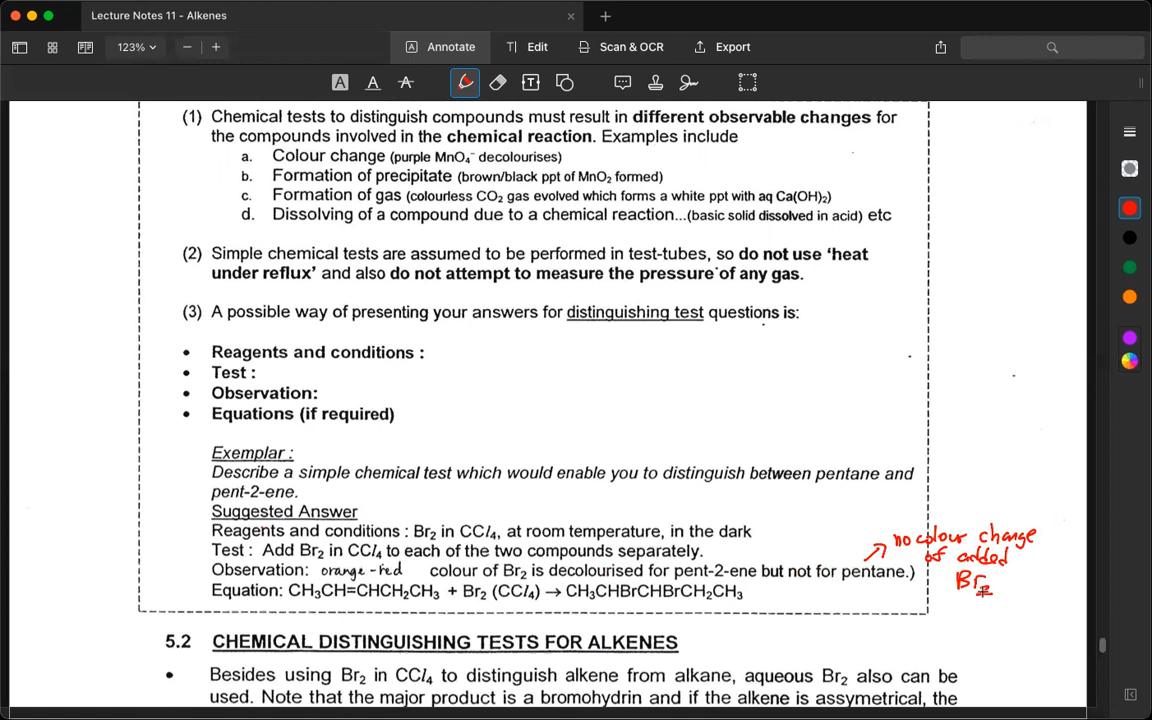 Lecture Notes 11 - Alkenes
123%
Annotate
Edit
Scan & OCR
Export
(1) Chemical tests to distinguish compounds must result in different observable changes for
the compounds involved in the chemical reaction. Examples include
a. Colour change (purple MnO₄⁻ decolourises)
b. Formation of precipitate (brown/black ppt of MnO₂ formed)
c. Formation of gas (colourless CO₂ gas evolved which forms a white ppt with aq Ca(OH)₂)
d. Dissolving of a compound due to a chemical reaction...(basic solid dissolved in acid) etc
(2) Simple chemical tests are assumed to be performed in test-tubes, so do not use ‘heat
under reflux’ and also do not attempt to measure the pressure of any gas.
(3) A possible way of presenting your answers for distinguishing test questions is:
• Reagents and conditions :
• Test :
• Observation:
• Equations (if required)
Exemplar :
Describe a simple chemical test which would enable you to distinguish between pentane and
pent-2-ene.
Suggested Answer
Reagents and conditions : Br₂ in CCl₄, at room temperature, in the dark
Test : Add Br₂ in CCl₄ to each of the two compounds separately.
Observation: orange-red colour of Br₂ is decolourised for pent-2-ene but not for pentane.)
Equation: CH₃CH=CHCH₂CH₃ + Br₂ (CCl₄) → CH₃CHBrCHBrCH₂CH₃
no colour change
of added
Br₂
5.2 CHEMICAL DISTINGUISHING TESTS FOR ALKENES
• Besides using Br₂ in CCl₄ to distinguish alkene from alkane, aqueous Br₂ also can be
used. Note that the major product is a bromohydrin and if the alkene is assymetrical, the